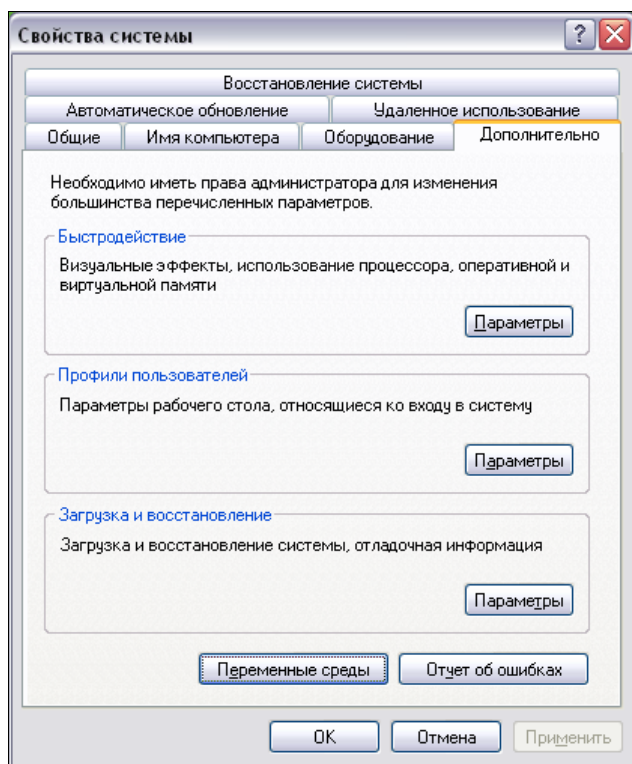 Свойства системы
Восстановление системы
Автоматическое обновление Удаленное использование
Общие Имя компьютера Оборудование Дополнительно
Необходимо иметь права администратора для изменения
большинства перечисленных параметров.
Быстродействие
Визуальные эффекты, использование процессора, оперативной и
виртуальной памяти
Параметры
Профили пользователей
Параметры рабочего стола, относящиеся ко входу в систему
Параметры
Загрузка и восстановление
Загрузка и восстановление системы, отладочная информация
Параметры
Переменные среды Отчет об ошибках
ОК Отмена Применить